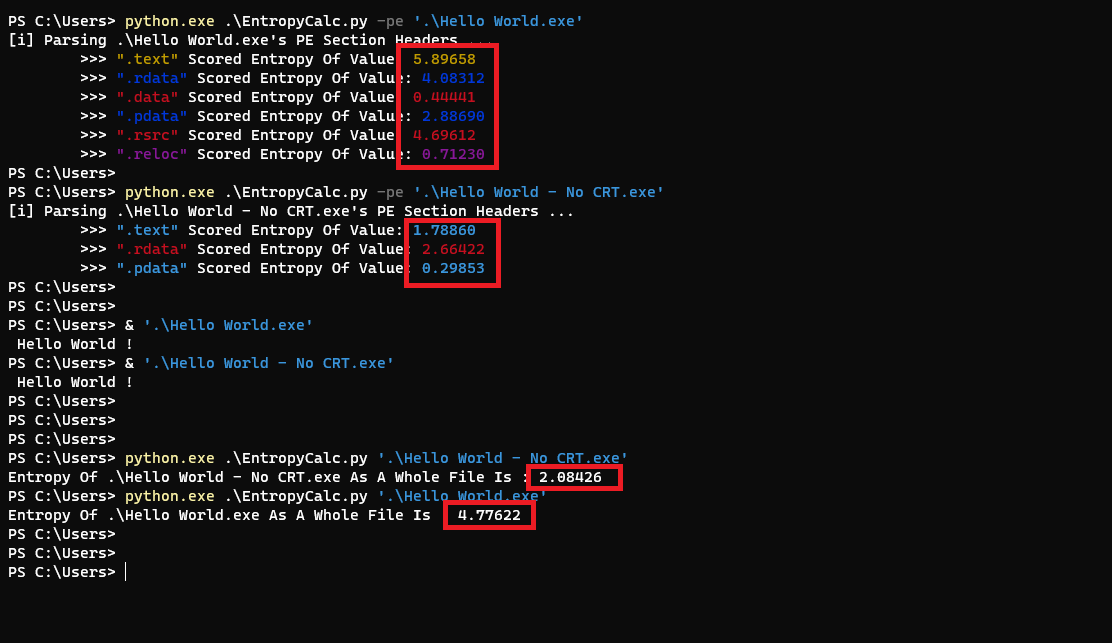 PS C:\Users> python.exe .\EntropyCalc.py -pe '.\Hello World.exe'
[i] Parsing .\Hello World.exe's PE Section Headers ...
>>> ".text" Scored Entropy Of Value 5.89658
>>> ".rdata" Scored Entropy Of Value: 4.08312
>>> ".data" Scored Entropy Of Value 0.44441
>>> ".pdata" Scored Entropy Of Value: 2.88690
>>> ".rsrc" Scored Entropy Of Value 4.69612
>>> ".reloc" Scored Entropy Of Value: 0.71230
PS C:\Users>
PS C:\Users> python.exe .\EntropyCalc.py -pe '.\Hello World - No CRT.exe'
[i] Parsing .\Hello World - No CRT.exe's PE Section Headers ...
>>> ".text" Scored Entropy Of Value: 1.78860
>>> ".rdata" Scored Entropy Of Value: 2.66422
>>> ".pdata" Scored Entropy Of Value: 0.29853
PS C:\Users>
PS C:\Users>
PS C:\Users> & '.\Hello World.exe'
Hello World !
PS C:\Users> & '.\Hello World - No CRT.exe'
Hello World !
PS C:\Users>
PS C:\Users>
PS C:\Users>
PS C:\Users> python.exe .\EntropyCalc.py '.\Hello World - No CRT.exe'
Entropy Of .\Hello World - No CRT.exe As A Whole File Is : 2.08426
PS C:\Users> python.exe .\EntropyCalc.py '.\Hello World.exe'
Entropy Of .\Hello World.exe As A Whole File Is 4.77622
PS C:\Users>
PS C:\Users>
PS C:\Users>